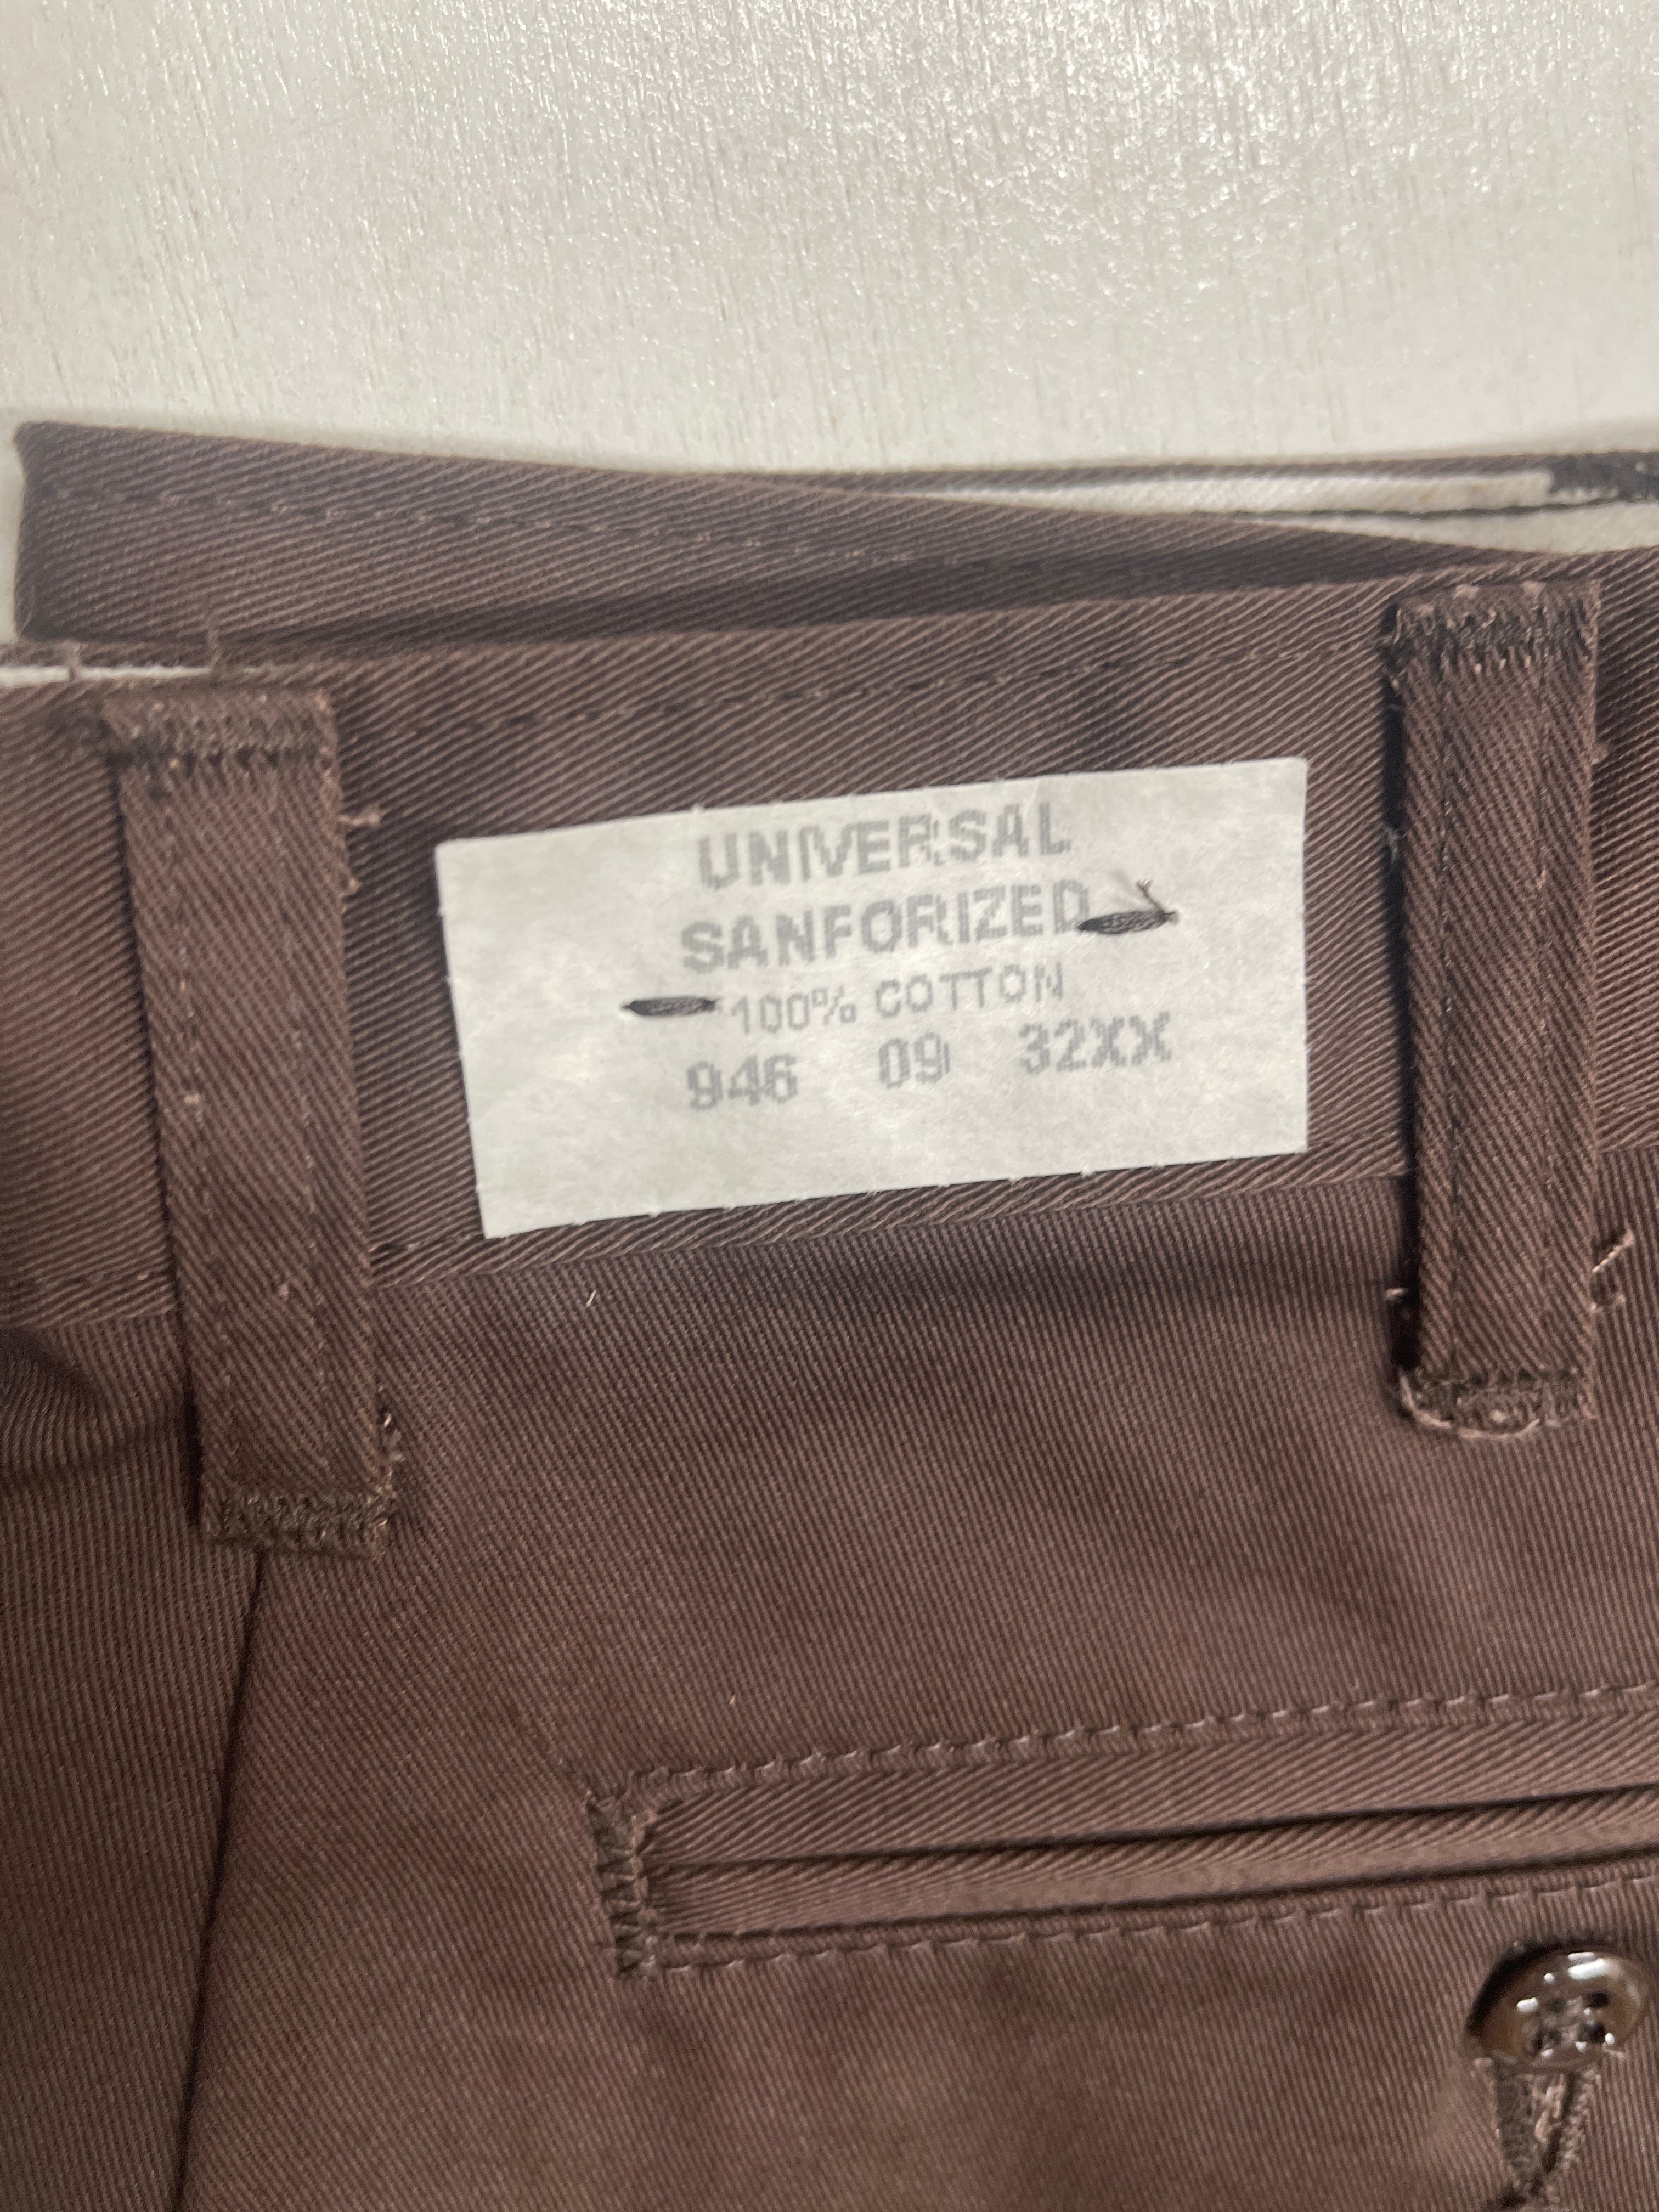 UNIVERSAL
SANFORIZED
100% COTTON
946 09 32XX